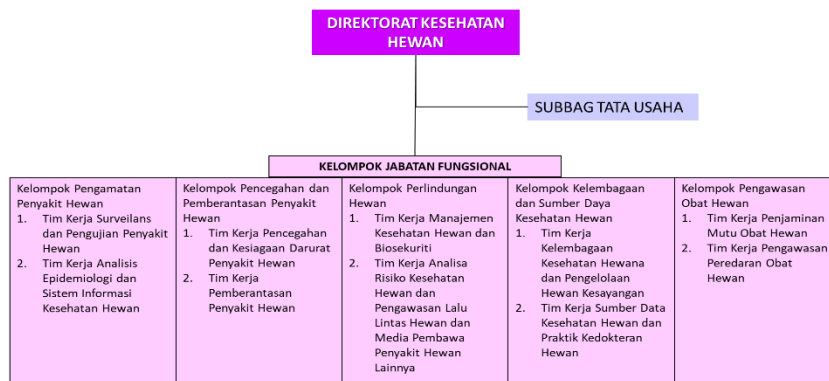 DIREKTORAT KESEHATAN
HEWAN
SUBBAG TATA USAHA
KELOMPOK JABATAN FUNGSIONAL
Kelompok Pengamatan
Penyakit Hewan
1. Tim Kerja Surveilans
dan Pengujian Penyakit
Hewan
2. Tim Kerja Analisis
Epidemiologi dan
Sistem Informasi
Kesehatan Hewan
Kelompok Pencegahan dan
Pemberantasan Penyakit
Hewan
1. Tim Kerja Pencegahan
dan Kesiagaan Darurat
Penyakit Hewan
2. Tim Kerja
Pemberantasan
Penyakit Hewan
Kelompok Perlindungan
Hewan
1. Tim Kerja Manajemen
Kesehatan Hewan dan
Biosekuriti
2. Tim Kerja Analisa
Risiko Kesehatan
Hewan dan
Pengawasan Lalu
Lintas Hewan dan
Media Pembawa
Penyakit Hewan
Lainnya
Kelompok Kelembagaan
dan Sumber Daya
Kesehatan Hewan
1. Tim Kerja
Kelembagaan
Kesehatan Hewana
dan Pengelolaan
Hewan Kesayangan
2. Tim Kerja Sumber Data
Kesehatan Hewan dan
Praktik Kedokteran
Hewan
Kelompok Pengawasan
Obat Hewan
1. Tim Kerja Penjaminan
Mutu Obat Hewan
2. Tim Kerja Pengawasan
Peredaran Obat
Hewan